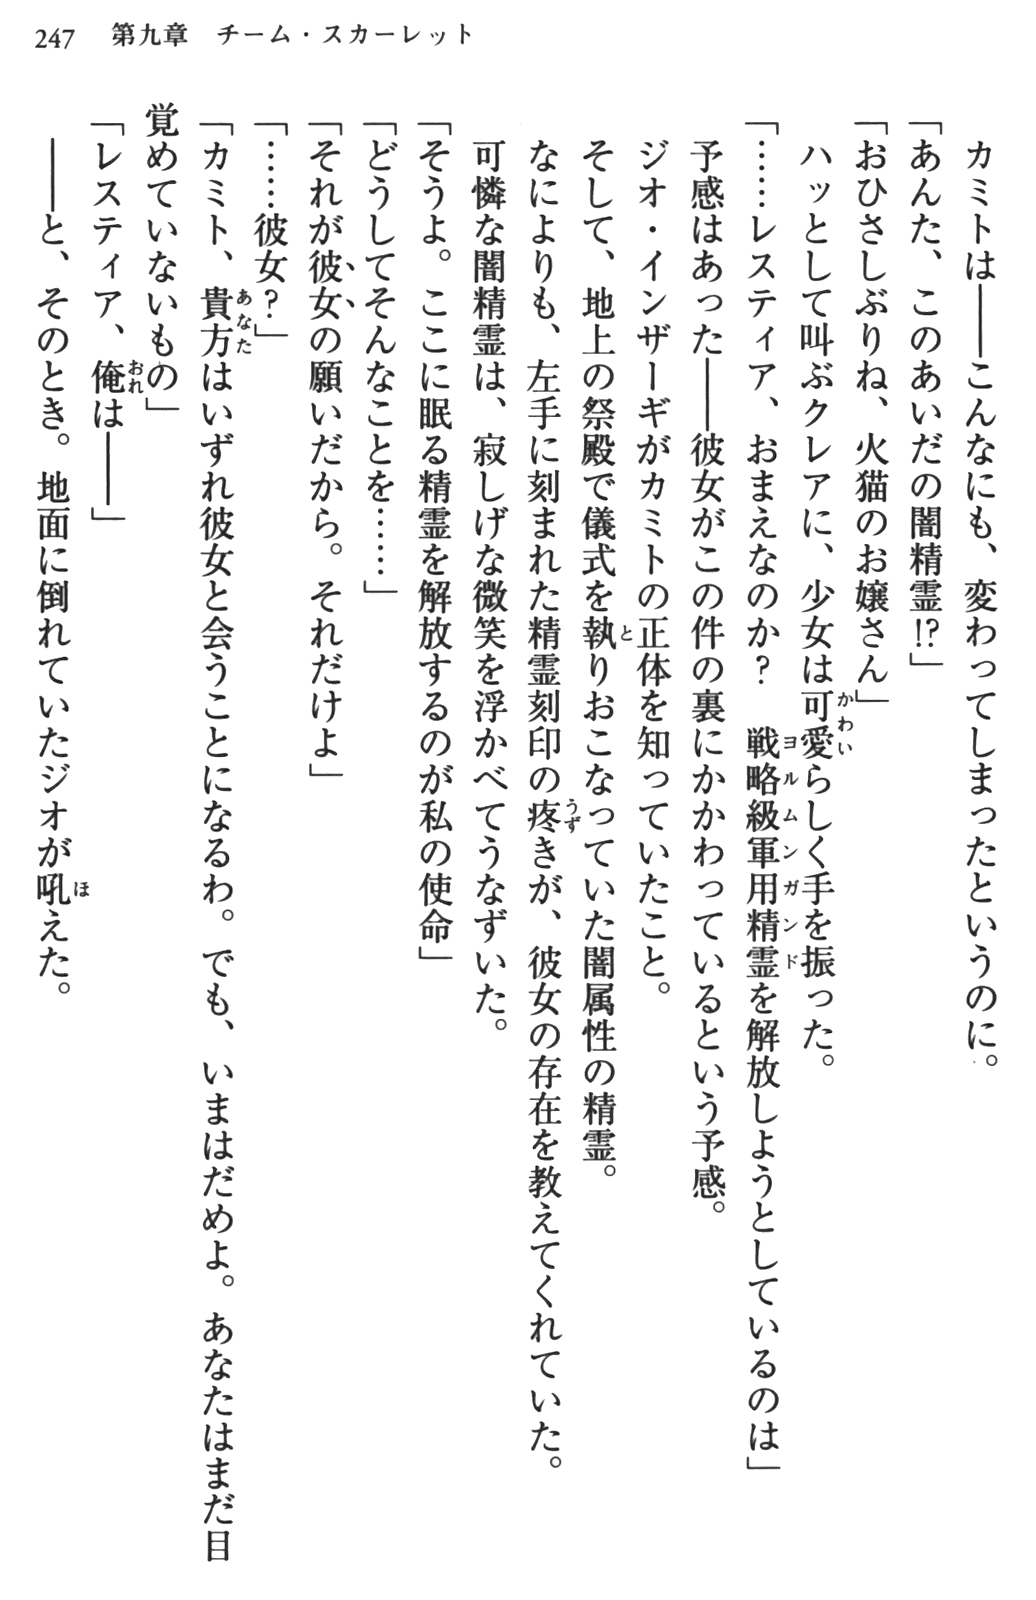 247　第九章　チーム・スカーレット
　カミトは――こんなにも、変わってしまったというのに。
「あんた、このあいだの闇精霊!?」
「おひさしぶりね、火猫のお嬢さん」
　ハッとして叫ぶクレアに、少女は可愛らしく手を振った。
「……レスティア、おまえなのか？　戦略級軍用精霊を解放しようとしているのは」
　予感はあった――彼女がこの件の裏にかかわっているという予感。
　ジオ・インザーギがカミトの正体を知っていたこと。
　そして、地上の祭殿で儀式を執りおこなっていた闇属性の精霊。
　なによりも、左手に刻まれた精霊刻印の疼きが、彼女の存在を教えてくれていた。
　可憐な闇精霊は、寂しげな微笑を浮かべてうなずいた。
「そうよ。ここに眠る精霊を解放するのが私の使命」
「どうしてそんなことを……」
「それが彼女の願いだから。それだけよ」
「……彼女？」
「カミト、貴方はいずれ彼女と会うことになるわ。でも、いまはだめよ。あなたはまだ目
覚めていないもの」
「レスティア、俺は――」
　――と、そのとき。地面に倒れていたジオが吼えた。